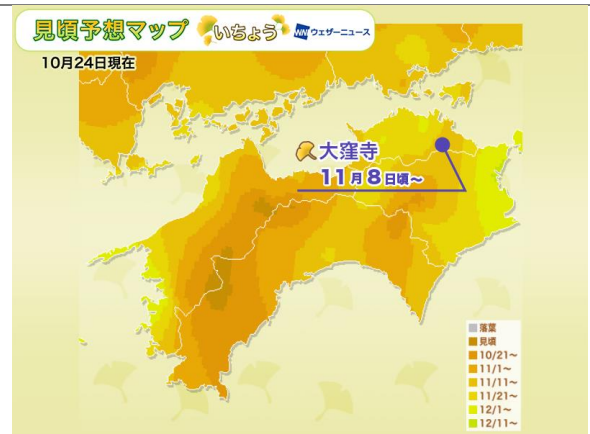 見頃予想マップ いちょう WN ウェザーニュース
10月24日現在
大窪寺
11月8日頃〜
落葉
見頃
10/21〜
11/1〜
11/11〜
11/21〜
12/1〜
12/11〜